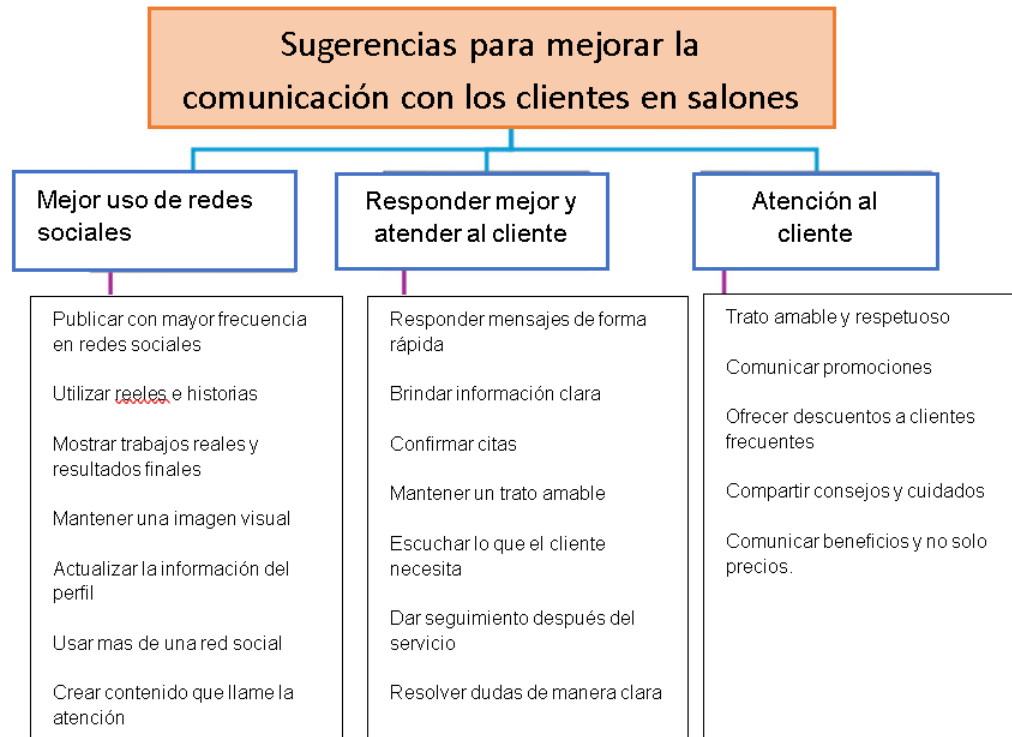 Sugerencias para mejorar la
comunicación con los clientes en salones
Mejor uso de redes
sociales
Publicar con mayor frecuencia
en redes sociales
Utilizar reeles e historias
Mostrar trabajos reales y
resultados finales
Mantener una imagen visual
Actualizar la información del
perfil
Usar mas de una red social
Crear contenido que llame la
atención
Responder mejor y
atender al cliente
Responder mensajes de forma
rápida
Brindar información clara
Confirmar citas
Mantener un trato amable
Escuchar lo que el cliente
necesita
Dar seguimiento después del
servicio
Resolver dudas de manera clara
Atención al
cliente
Trato amable y respetuoso
Comunicar promociones
Ofrecer descuentos a clientes
frecuentes
Compartir consejos y cuidados
Comunicar beneficios y no solo
precios.